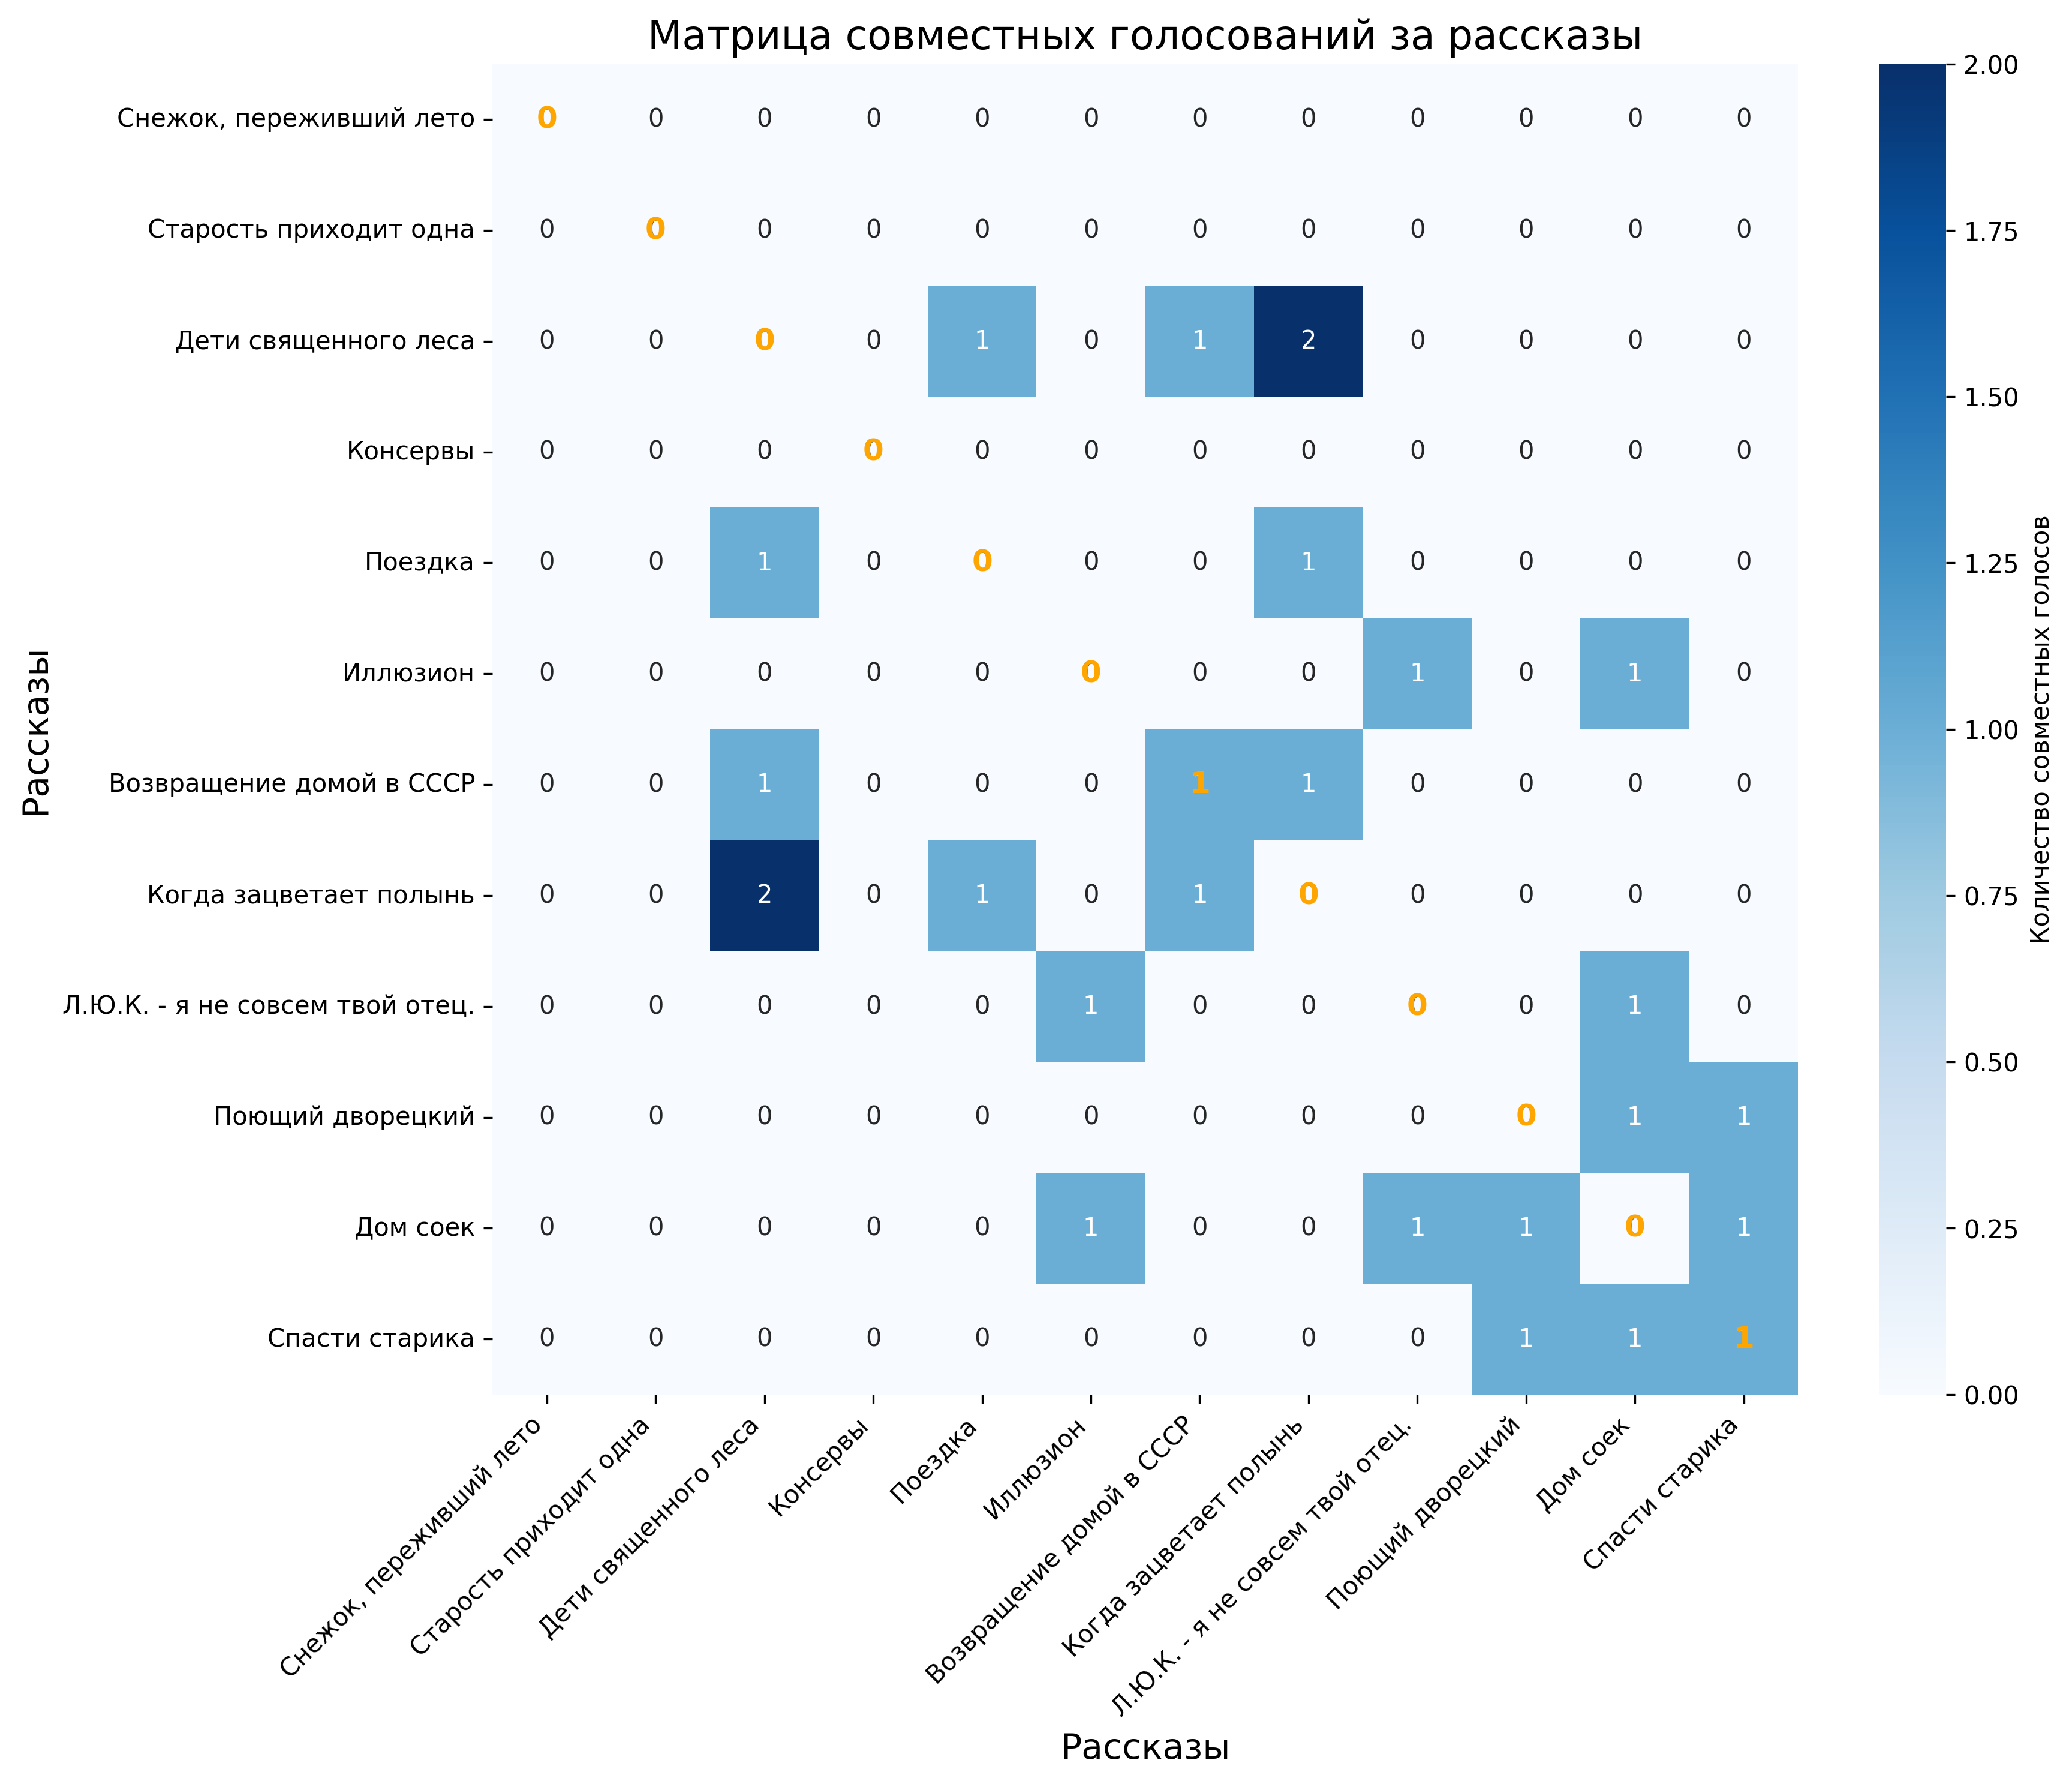 Матрица совместных голосований за рассказы
Рассказы
Снежок, переживший лето 0 0 0 0 0 0 0 0 0 0 0 0
Старость приходит одна 0 0 0 0 0 0 0 0 0 0 0 0
Дети священного леса 0 0 0 0 1 0 1 2 0 0 0 0
Консервы 0 0 0 0 0 0 0 0 0 0 0 0
Поездка 0 0 1 0 0 0 0 1 0 0 0 0
Иллюзион 0 0 0 0 0 0 0 0 1 0 1 0
Возвращение домой в СССР 0 0 1 0 0 0 1 1 0 0 0 0
Когда зацветает полынь 0 0 2 0 1 0 1 0 0 0 0 0
Л.Ю.К. - я не совсем твой отец. 0 0 0 0 0 1 0 0 0 0 1 0
Поющий дворецкий 0 0 0 0 0 0 0 0 0 0 1 1
Дом соек 0 0 0 0 0 1 0 0 1 1 0 1
Спасти старика 0 0 0 0 0 0 0 0 0 1 1 1
Снежок, переживший лето
Старость приходит одна
Дети священного леса
Консервы
Поездка
Иллюзион
Возвращение домой в СССР
Когда зацветает полынь
Л.Ю.К. - я не совсем твой отец.
Поющий дворецкий
Дом соек
Спасти старика
Рассказы
2.00
1.75
1.50
1.25
1.00
0.75
0.50
0.25
0.00
Количество совместных голосов